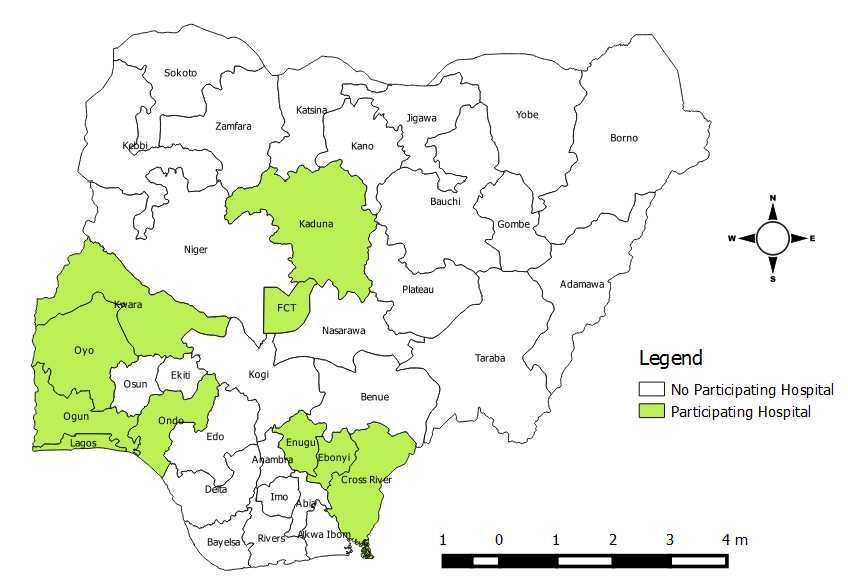 Sokoto
Katsina
Jigawa
Yobe
Zamfara
Borno
Kebbi
Kano
Bauchi
Gombe
Kaduna
Niger
N
W
E
S
Adamawa
Plateau
Kwara
FCT
Nasarawa
Oyo
Taraba
Legend
No Participating Hospital
Participating Hospital
Osun
Ekiti
Kogi
Benue
Ogun
Ondo
Edo
Enugu
Lagos
Anambra
Ebonyi
Cross River
Delta
Imo
Abia
Bayelsa
Rivers
Akwa Ibom
1 0 1 2 3 4 m